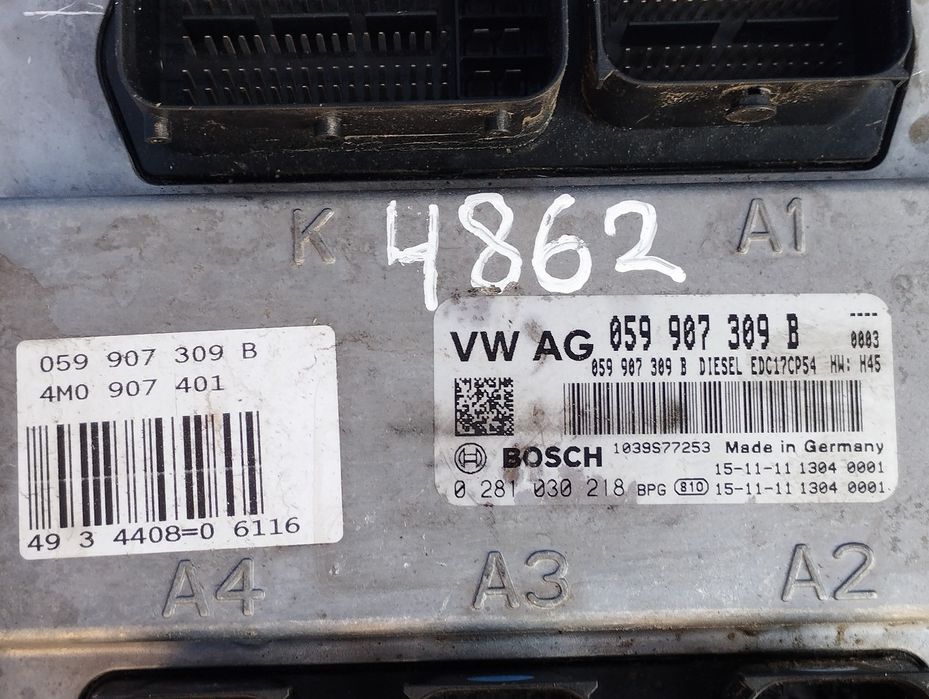 K
4862
A1
059 907 309 B
4M0 907 401
49 3 4408=0 6116
VW AG 059 907 309 B
----
0003
059 907 309 B DIESEL EDC17CP54 HW: H45
BOSCH 1039S77253 Made in Germany
15-11-11 1304 0001
0 281 030 218 BPG 810 15-11-11 1304 0001
A4
A3
A2